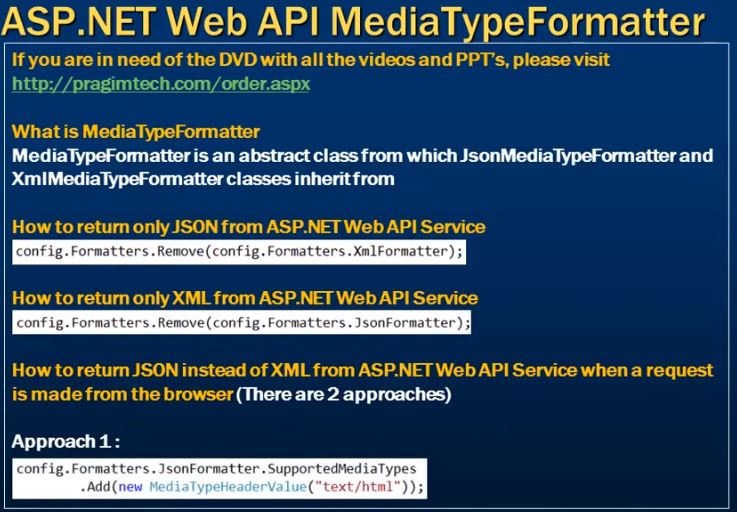 ASP.NET Web API MediaTypeFormatter
If you are in need of the DVD with all the videos and PPT's, please visit
http://pragimtech.com/order.aspx
What is MediaTypeFormatter
MediaTypeFormatter is an abstract class from which JsonMediaTypeFormatter and
XmlMediaTypeFormatter classes inherit from
How to return only JSON from ASP.NET Web API Service
config.Formatters.Remove(config.Formatters.XmlFormatter);
How to return only XML from ASP.NET Web API Service
config.Formatters.Remove(config.Formatters.JsonFormatter);
How to return JSON instead of XML from ASP.NET Web API Service when a request
is made from the browser (There are 2 approaches)
Approach 1 :
config.Formatters.JsonFormatter.SupportedMediaTypes
.Add(new MediaTypeHeaderValue("text/html"));